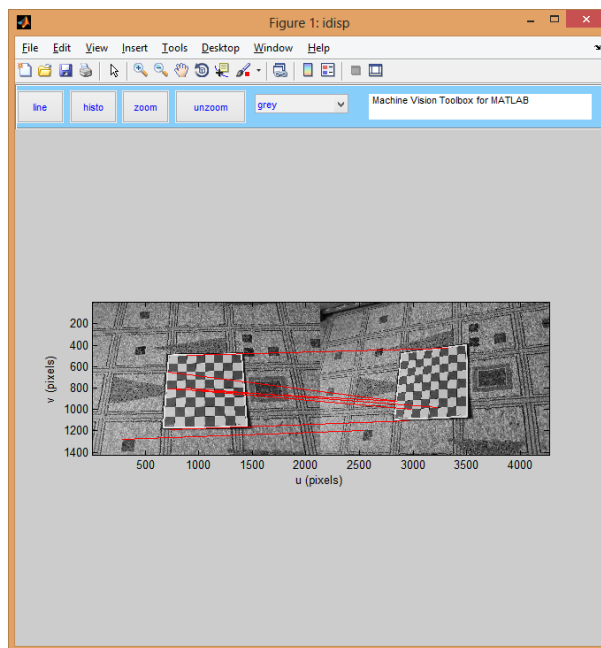 Figure 1: idisp
File Edit View Insert Tools Desktop Window Help
line histo zoom unzoom grey Machine Vision Toolbox for MATLAB
200
400
600
800
1000
1200
1400
v (pixels)
500 1000 1500 2000 2500 3000 3500 4000
u (pixels)